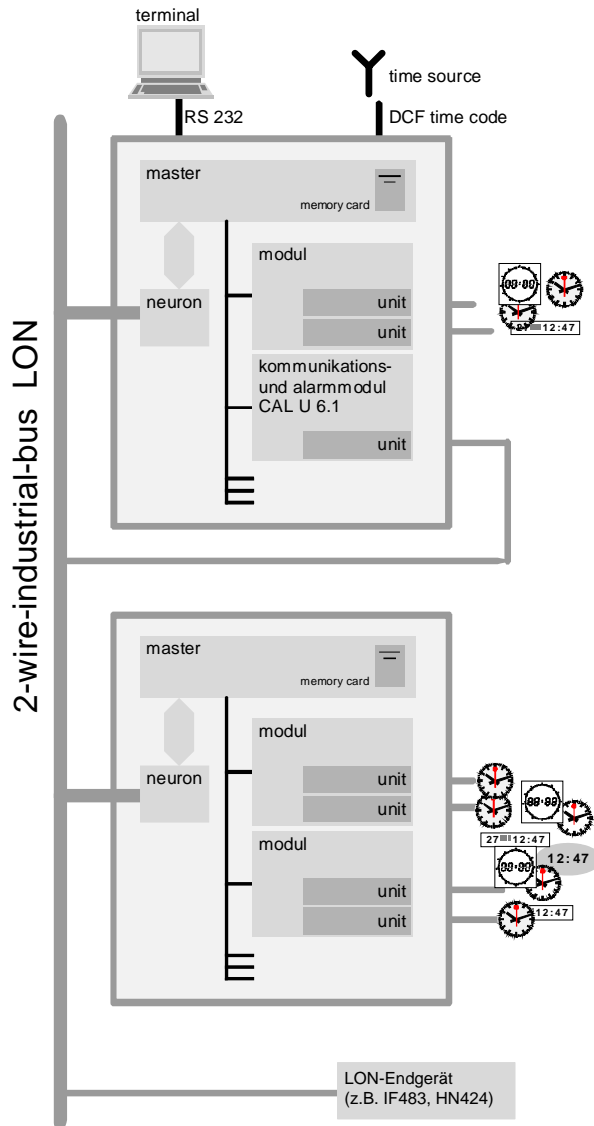 terminal
time source
RS 232
DCF time code
master
memory card
modul
neuron
unit
unit
12:47
kommunikations-
und alarmmodul
CAL U 6.1
unit
2-wire-industrial-bus LON
master
memory card
modul
neuron
unit
unit
modul
27 12:47
12:47
unit
unit
12:47
LON-Endgerät
(z.B. IF483, HN424)